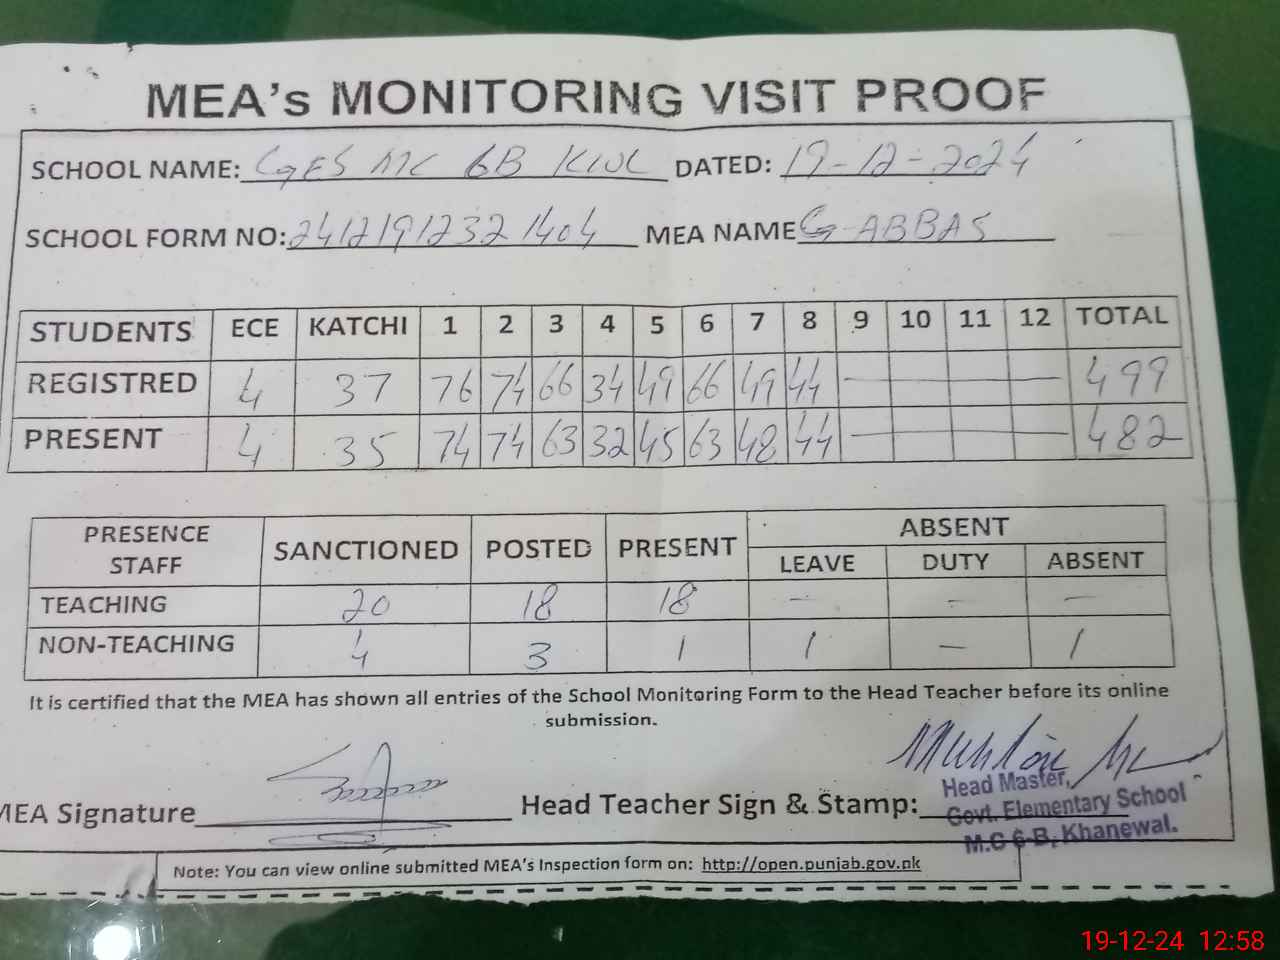 MEA's MONITORING VISIT PROOF
SCHOOL NAME: GES MC 6B KWL DATED: 19-12-2024
SCHOOL FORM NO: 24121912321404 MEA NAME G-ABBAS
STUDENTS ECE KATCHI 1 2 3 4 5 6 7 8 9 10 11 12 TOTAL
REGISTRED 4 37 76 74 66 34 49 66 49 44 — 499
PRESENT 4 35 74 74 63 32 45 63 48 44 — 482
PRESENCE STAFF SANCTIONED POSTED PRESENT ABSENT
LEAVE DUTY ABSENT
TEACHING 20 18 18 - - -
NON-TEACHING 4 3 1 1 - 1
It is certified that the MEA has shown all entries of the School Monitoring Form to the Head Teacher before its online
submission.
MEA Signature Head Teacher Sign & Stamp:
Head Master,
Govt. Elementary School
M.C 6-B, Khanewal.
Note: You can view online submitted MEA's Inspection form on: http://open.punjab.gov.pk
19-12-24 12:58